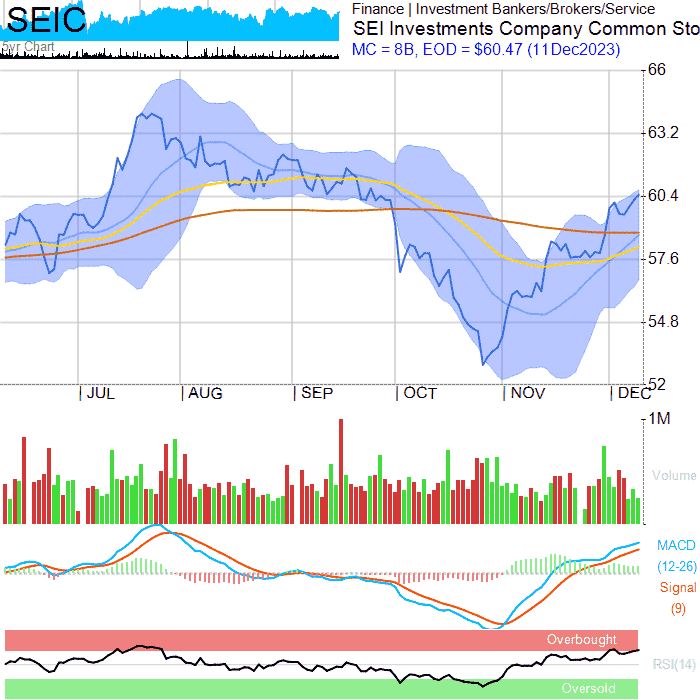 SEIC
5yr Chart
Finance | Investment Bankers/Brokers/Service
SEI Investments Company Common Sto
MC = 8B, EOD = $60.47 (11Dec2023)
66
63.2
60.4
57.6
54.8
52
JUL AUG SEP OCT NOV DEC
1M
Volume
MACD
(12-26)
Signal
(9)
Overbought
RSI(14)
Oversold